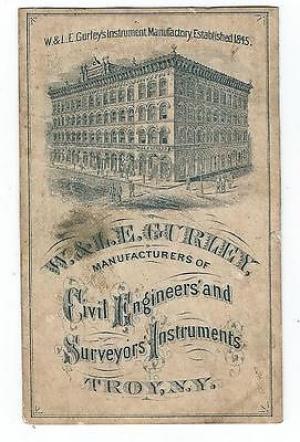 W. & L. E. Gurley's Instrument Manufactory, Established 1845.
W. & L. E. GURLEY,
MANUFACTURERS OF
Civil Engineers' and
Surveyors' Instruments
TROY, N.Y.